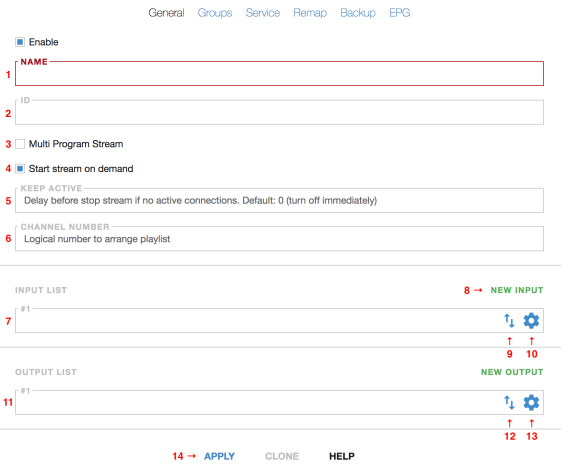 General Groups Service Remap Backup EPG
Enable
NAME
1
ID
2
3 Multi Program Stream
4 Start stream on demand
KEEP ACTIVE
5 Delay before stop stream if no active connections. Default: 0 (turn off immediately)
CHANNEL NUMBER
6 Logical number to arrange playlist
INPUT LIST 8 → NEW INPUT
#1
7
↑ ↑
9 10
OUTPUT LIST NEW OUTPUT
#1
11
↑ ↑
12 13
14 → APPLY CLONE HELP